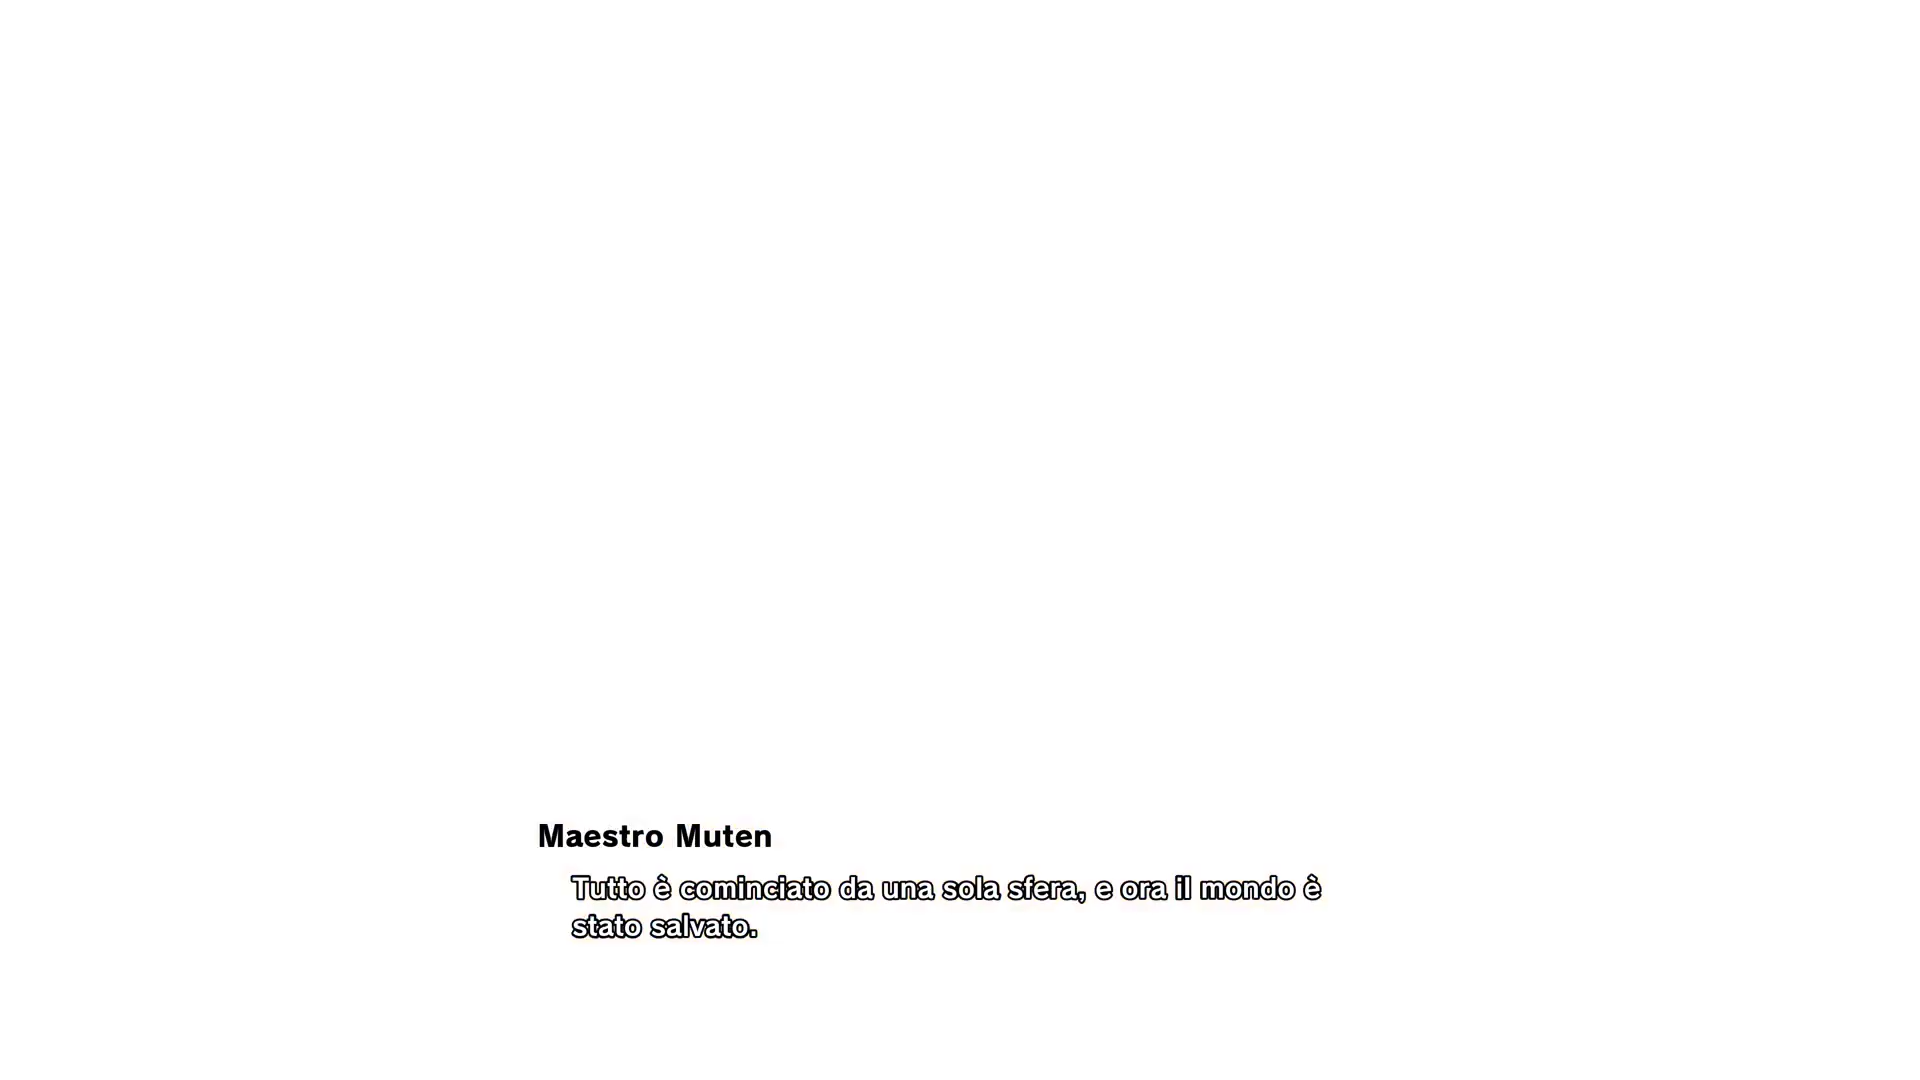 Maestro Muten
Tutto è cominciato da una sola sfera, e ora il mondo è
stato salvato.